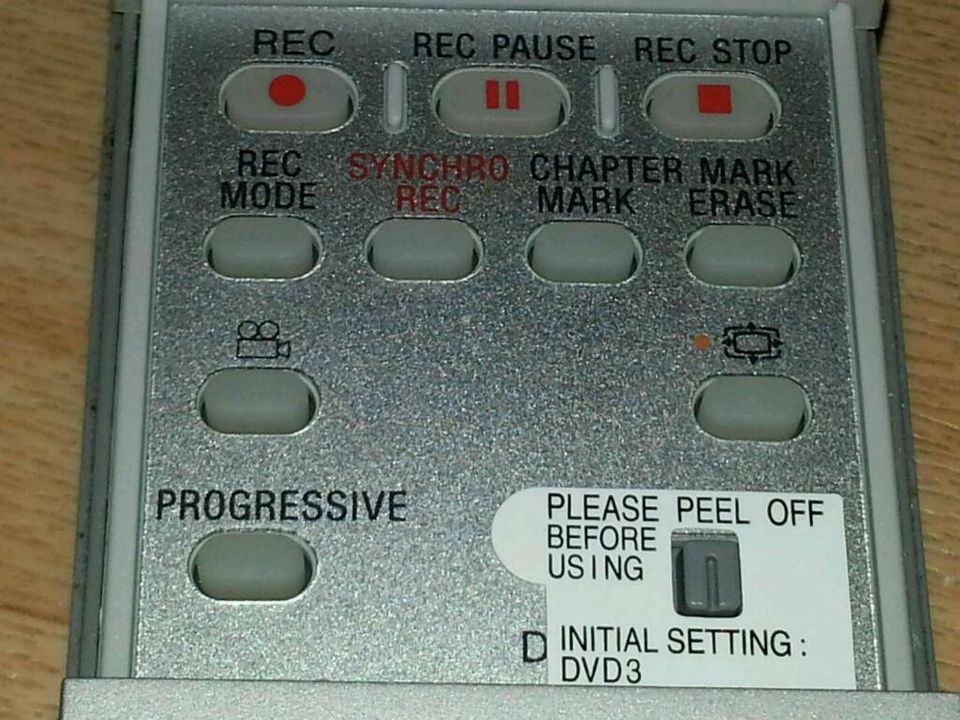 REC REC PAUSE REC STOP
REC SYNCHRO CHAPTER MARK
MODE REC MARK ERASE
PROGRESSIVE
PLEASE PEEL OFF
BEFORE
USING
D INITIAL SETTING :
DVD3